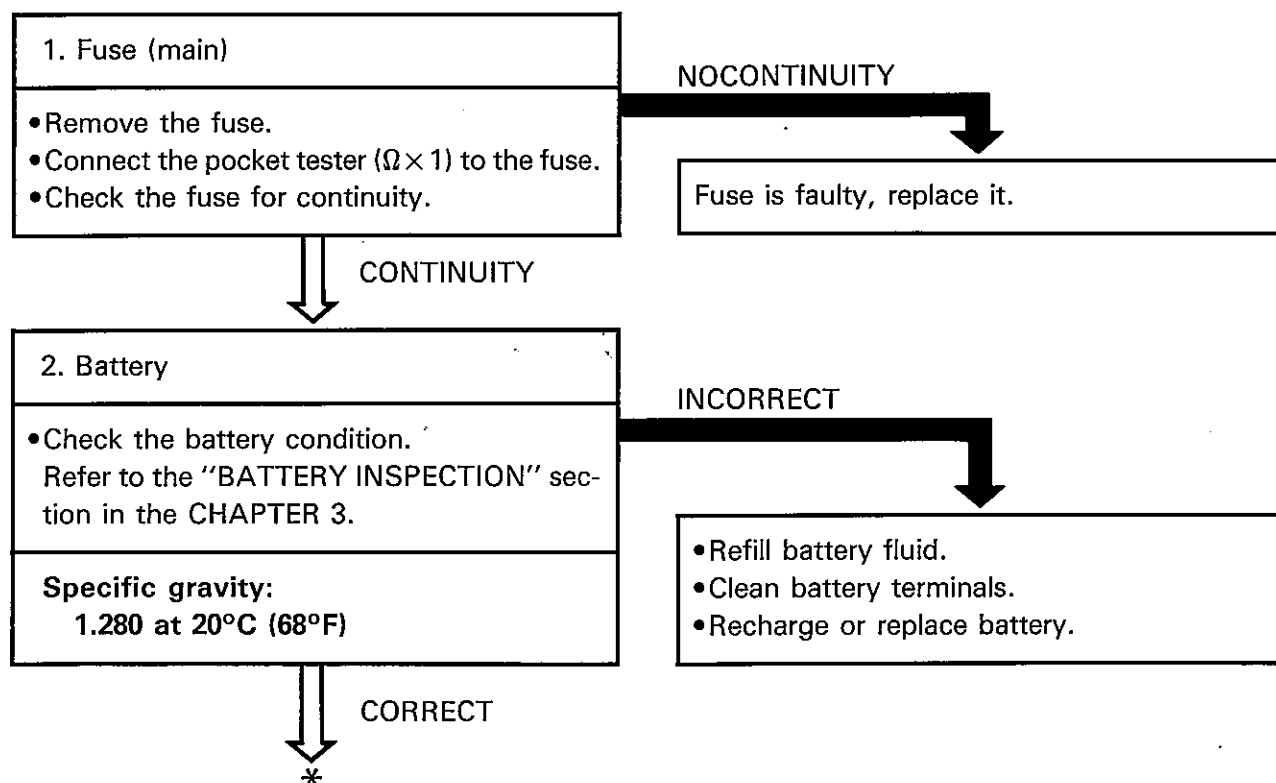 1. Fuse (main)
NOCONTINUITY
•Remove the fuse.
•Connect the pocket tester (Ω×1) to the fuse.
•Check the fuse for continuity.
Fuse is faulty, replace it.
CONTINUITY
2. Battery
INCORRECT
•Check the battery condition.
Refer to the "BATTERY INSPECTION" sec-
tion in the CHAPTER 3.
Specific gravity:
1.280 at 20°C (68°F)
•Refill battery fluid.
•Clean battery terminals.
•Recharge or replace battery.
CORRECT
*